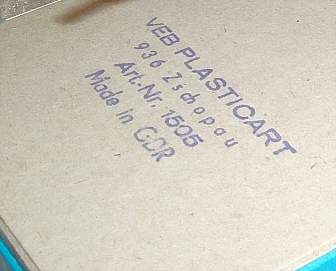 VEB PLASTICART
936 Zschopau
Art.-Nr. 1505
Made in GDR